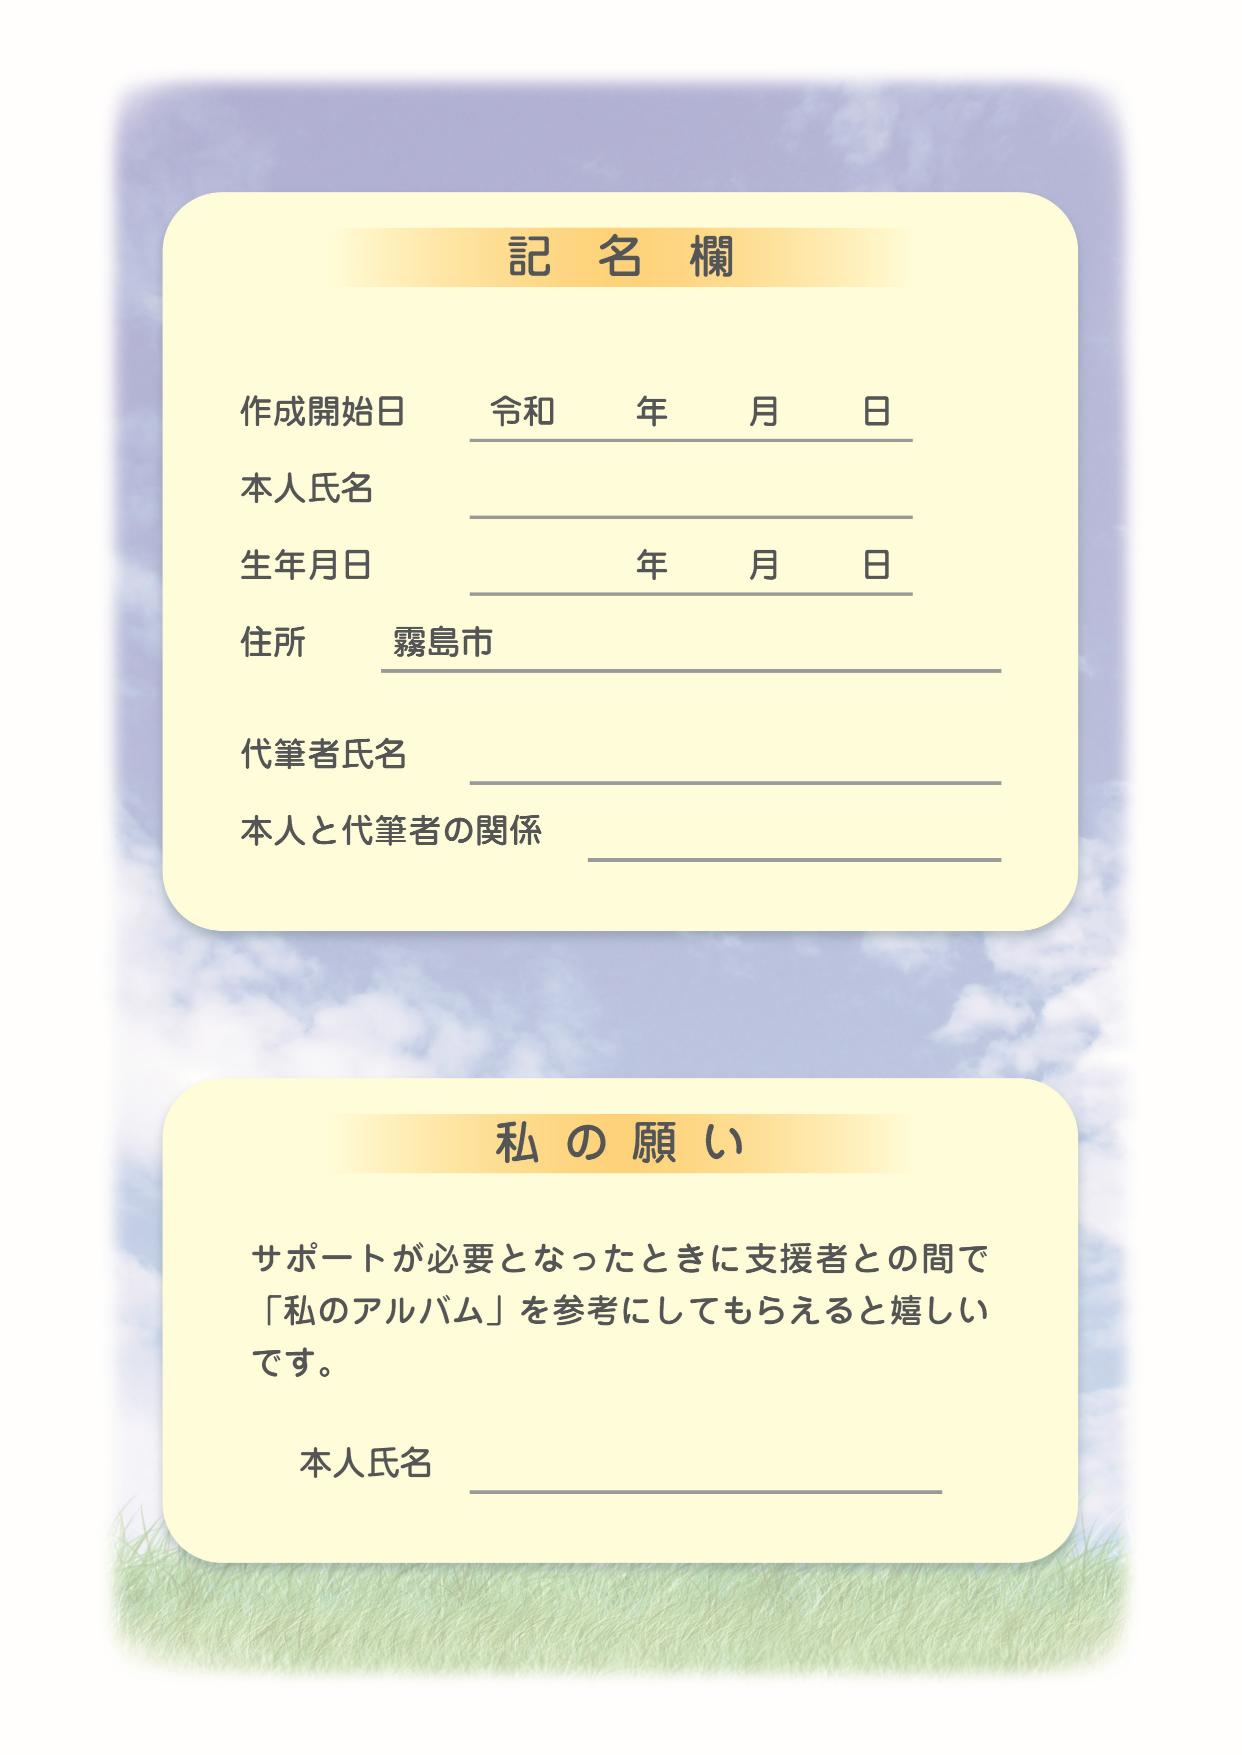 記名欄
作成開始日 令和 年 月 日
本人氏名
生年月日 年 月 日
住所 霧島市
代筆者氏名
本人と代筆者の関係
私の願い
サポートが必要となったときに支援者との間で
「私のアルバム」を参考にしてもらえると嬉しい
です。
本人氏名